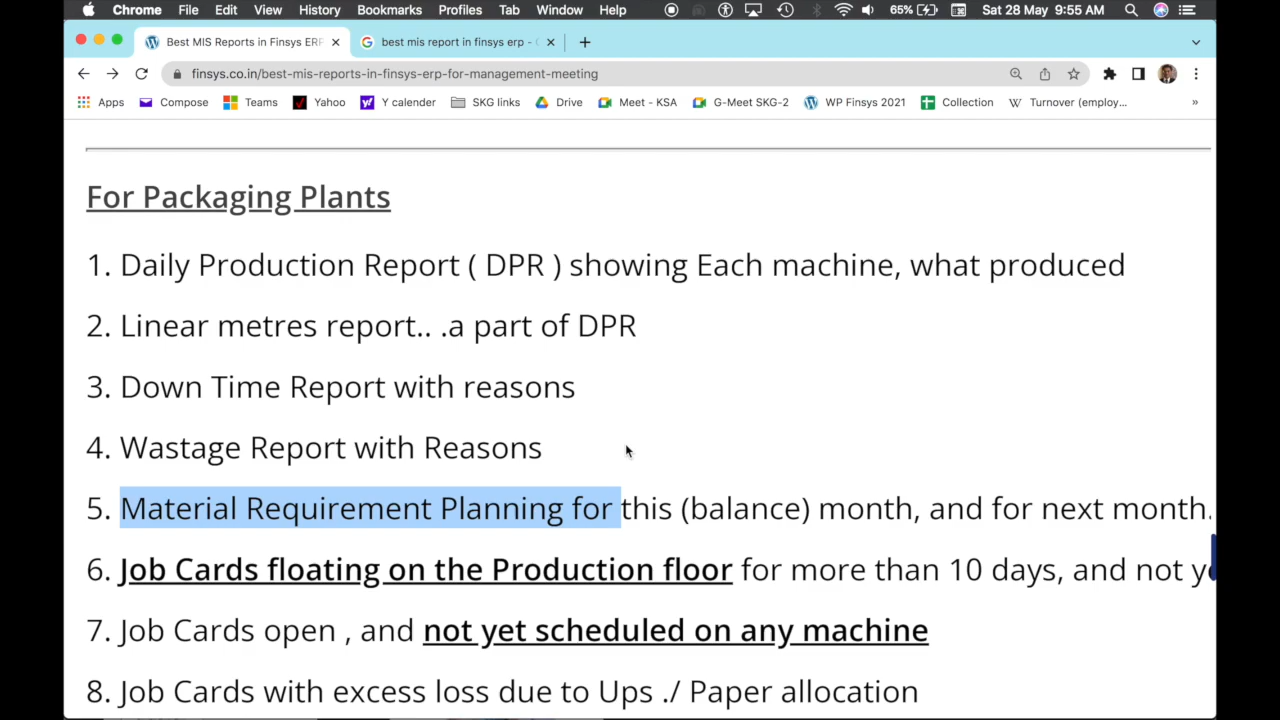 Chrome File Edit View History Bookmarks Profiles Tab Window Help 65% Sat 28 May 9:55 AM
Best MIS Reports in Finsys ERP best mis report in finsys erp -
finsys.co.in/best-mis-reports-in-finsys-erp-for-management-meeting
Apps Compose Teams Yahoo Y calender SKG links Drive Meet - KSA G-Meet SKG-2 WP Finsys 2021 Collection Turnover (employ... »
For Packaging Plants
1. Daily Production Report ( DPR ) showing Each machine, what produced
2. Linear metres report.. .a part of DPR
3. Down Time Report with reasons
4. Wastage Report with Reasons
5. Material Requirement Planning for this (balance) month, and for next month.
6. Job Cards floating on the Production floor for more than 10 days, and not
7. Job Cards open , and not yet scheduled on any machine
8. Job Cards with excess loss due to Ups ./ Paper allocation